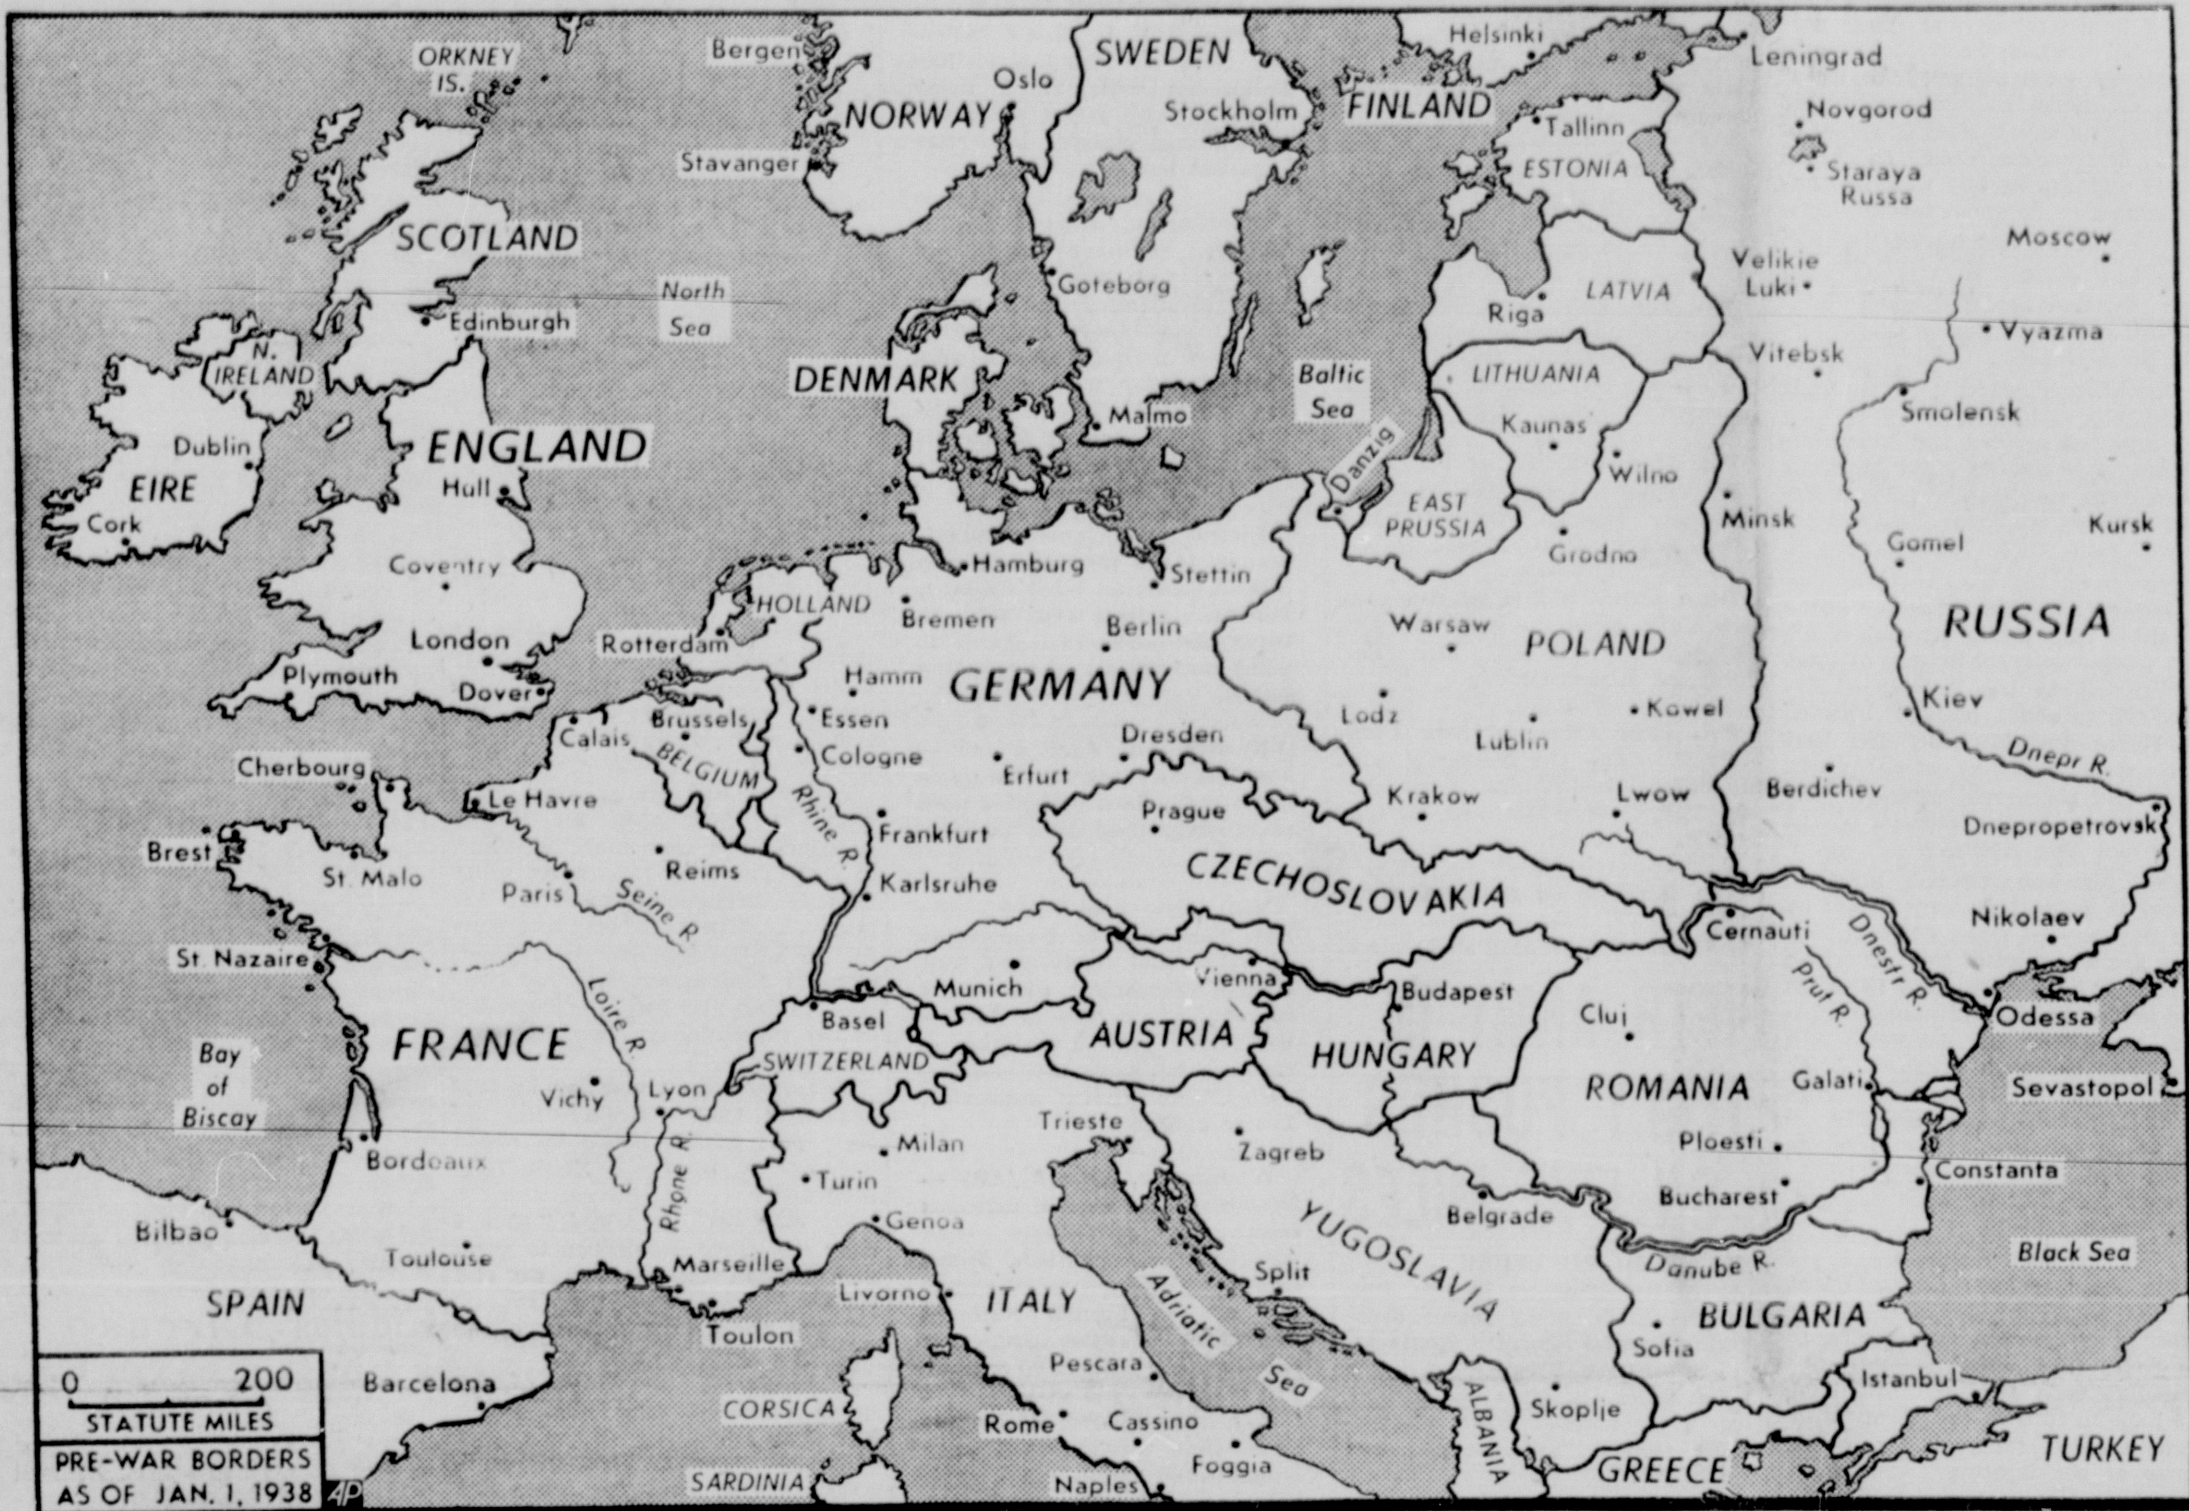 ORKNEY
IS.
Bergen
NORWAY
Oslo
SWEDEN
Stockholm
Helsinki
FINLAND
Leningrad
Novgorod
Staraya
Russa
Tallinn
ESTONIA
Stavanger
SCOTLAND
Moscow
Velikie
Luki
North
Sea
Goteborg
Riga
LATVIA
Edinburgh
Vyazma
N.
IRELAND
DENMARK
Baltic
Sea
LITHUANIA
Vitebsk
Malmo
Smolensk
Kaunas
Dublin
ENGLAND
Danzig
Wilno
EIRE
Hull
EAST
PRUSSIA
Minsk
Cork
Kursk
Grodno
Gomel
Coventry
Hamburg
Stettin
HOLLAND
Bremen
Berlin
Warsaw
POLAND
RUSSIA
London
Rotterdam
Plymouth
Dover
Hamm
GERMANY
Essen
Brussels
Calais
BELGIUM
Cologne
Erfurt
Dresden
Lodz
Lublin
Kowel
Kiev
Dnepr R.
Cherbourg
Le Havre
Rhine R.
Prague
Krakow
Lwow
Berdichev
Dnepropetrovsk
Frankfurt
Brest
St. Malo
Reims
Paris
Seine R.
Karlsruhe
CZECHOSLOVAKIA
Cernauti
Dnestr R.
Nikolaev
St. Nazaire
Loire R.
Munich
Vienna
Budapest
Prut R.
Odessa
Basel
Cluj
FRANCE
SWITZERLAND
AUSTRIA
HUNGARY
Bay
of
Biscay
Vichy
Lyon
ROMANIA
Galati
Sevastopol
Trieste
Milan
Zagreb
Ploesti
Bordeaux
Turin
Rhone R.
Constanta
Bucharest
Belgrade
Bilbao
Genoa
YUGOSLAVIA
Toulouse
Marseille
Danube R.
Black Sea
Split
Livorno
ITALY
Adriatic
Sea
SPAIN
BULGARIA
Sofia
Toulon
Pescara
0 200
STATUTE MILES
Barcelona
CORSICA
Rome
Cassino
ALBANIA
Skoplje
Istanbul
Foggia
PRE-WAR BORDERS
AS OF JAN. 1, 1938
AP
SARDINIA
Naples
GREECE
TURKEY